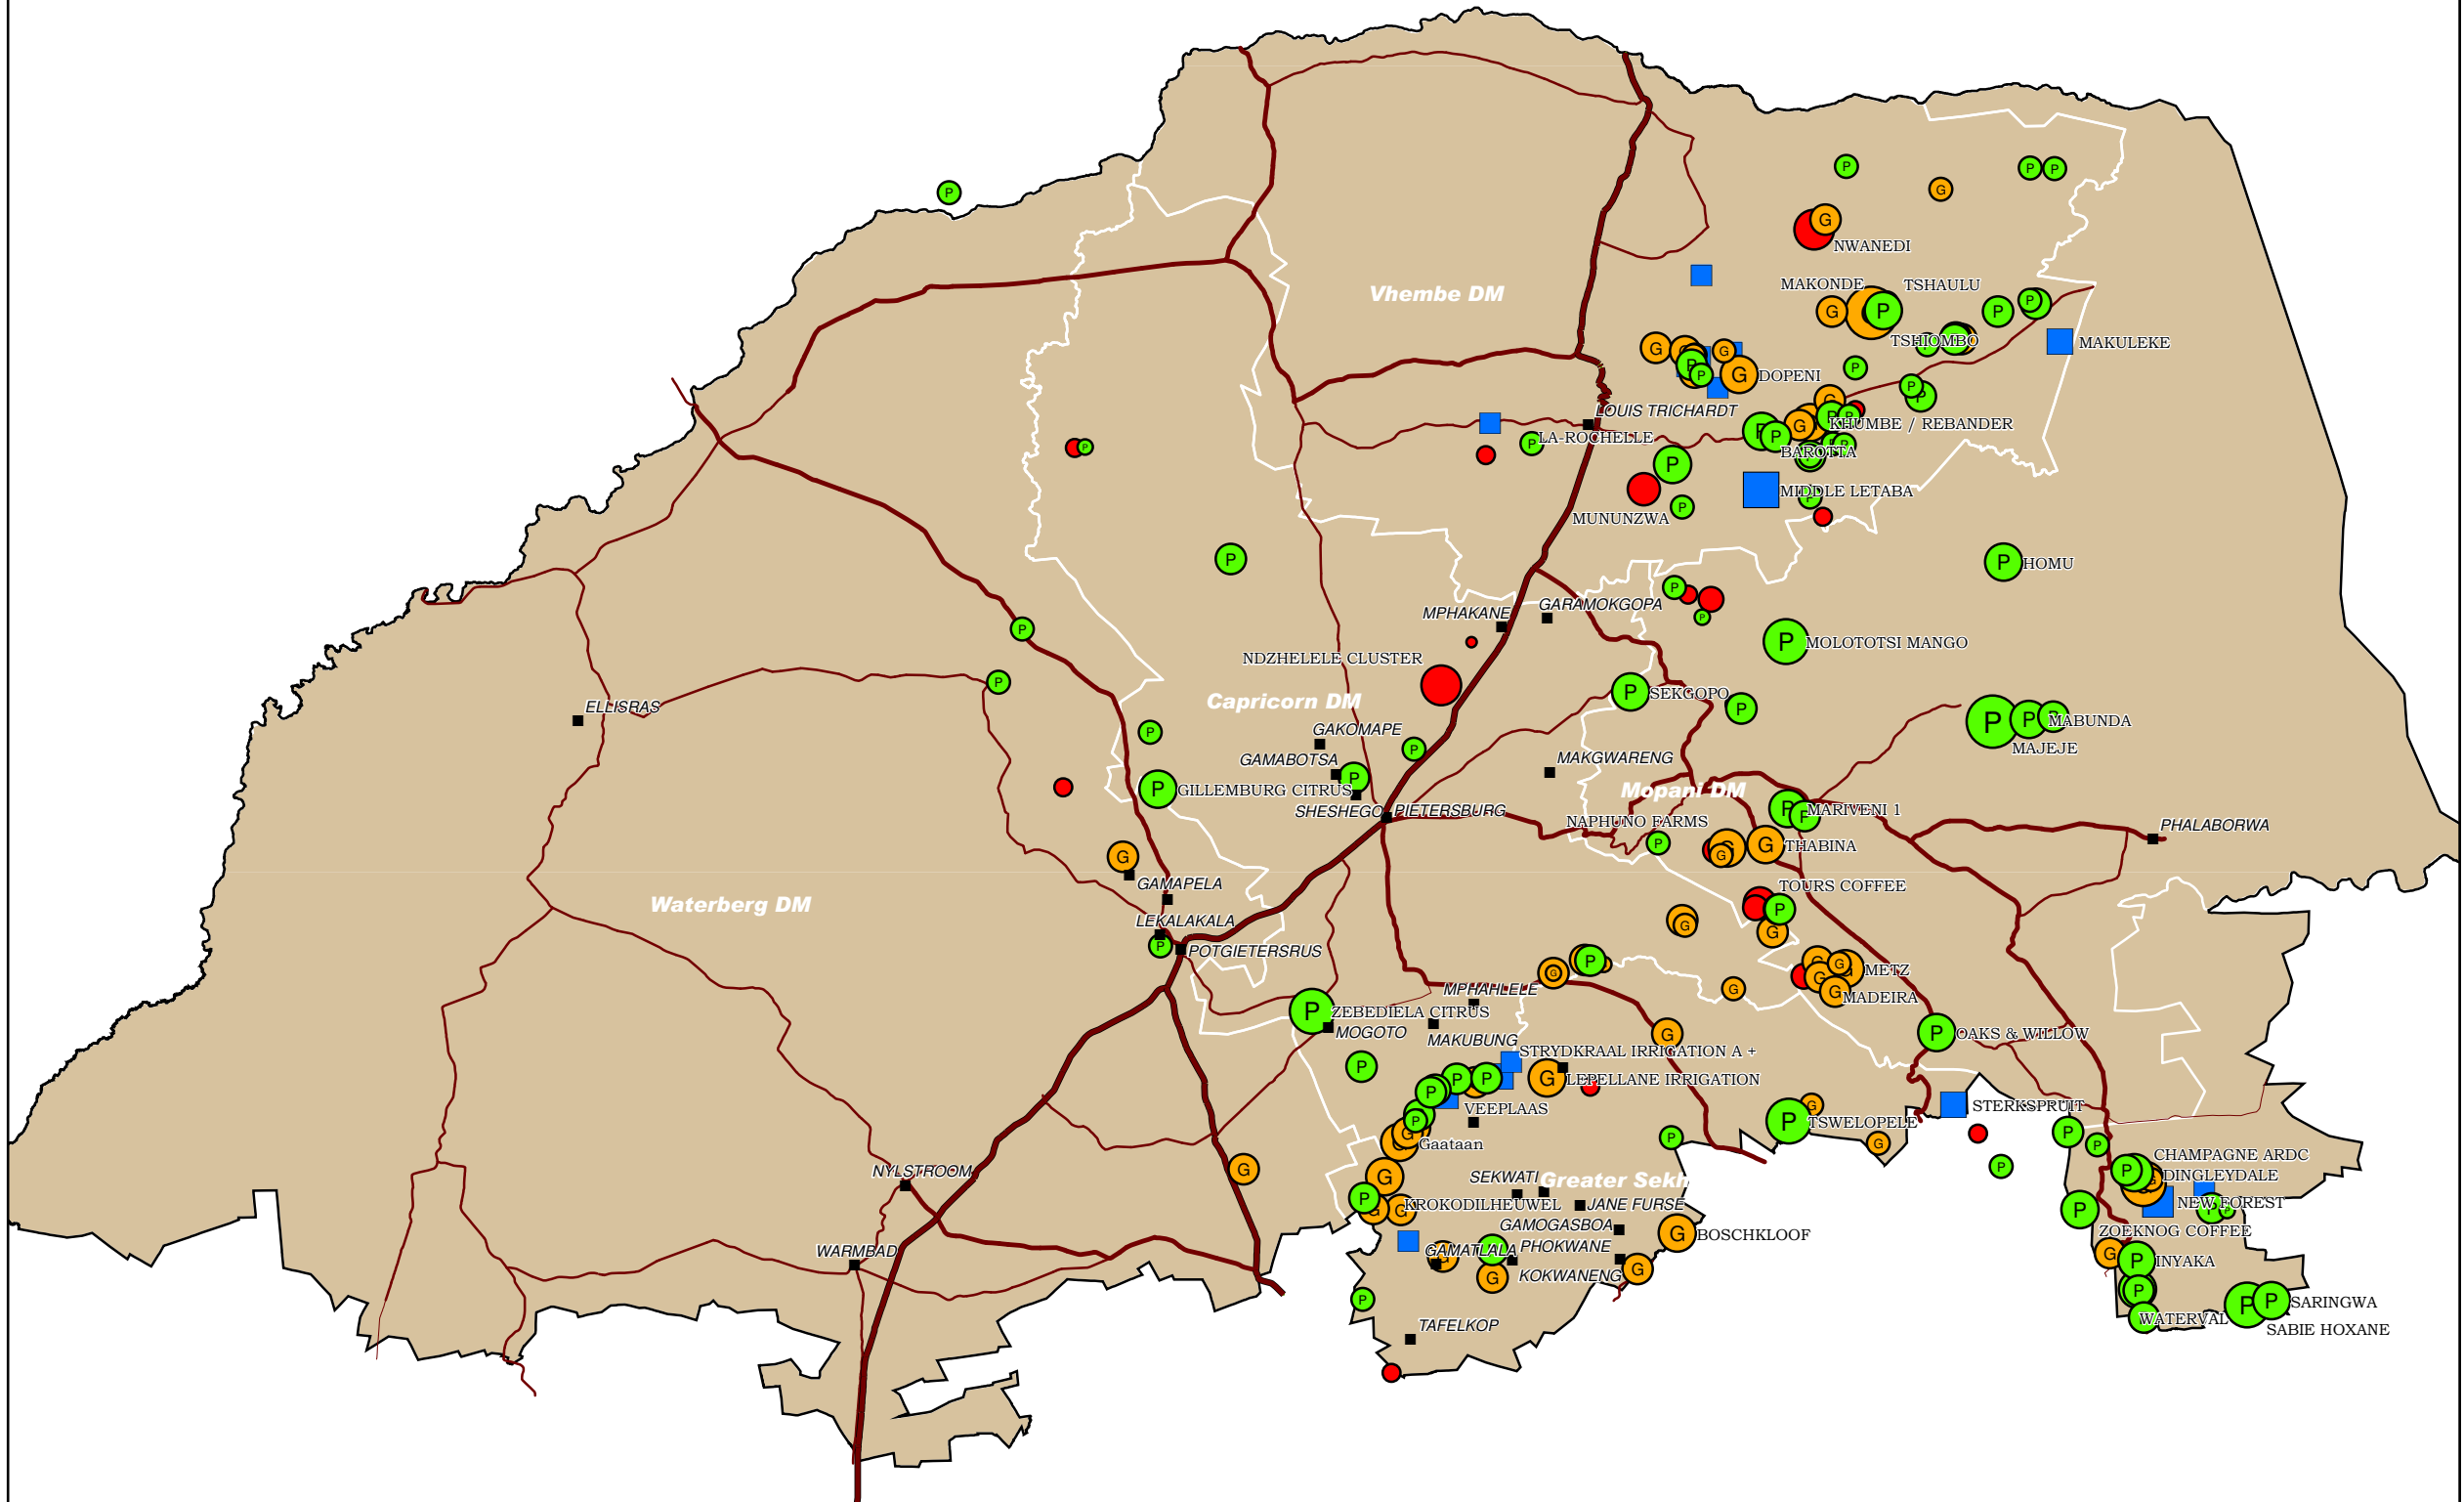 P
P
P
P
G
G
NWANEDI
MAKONDE
TSHAULU
Vhembe DM
G
P
P
P
TSHIOMBO
MAKULEKE
G
G
G
P
P
G
DOPENI
P
P
P
LOUIS TRICHARDT
G
P
P
G
KHUMBE / REBANDER
P
LA-ROCHELLE
P
P
P
BAROTTA
P
P
MIDDLE LETABA
P
P
MUNUNZWA
P
P
HOMU
P
P
GARAMOKGOPA
MPHAKANE
P
P
MOLOTOTSI MANGO
NDZHELELE CLUSTER
P
P
SEKGOPO
P
Capricorn DM
ELLISRAS
P
P
P
MABUNDA
MAJEJE
GAKOMAPE
P
P
GAMABOTSA
MAKGWARENG
P
P
GILLEMBURG CITRUS
Mopani DM
SHESHEGO
PIETERSBURG
P
P
MARIVENI 1
NAPHUNO FARMS
PHALABORWA
P
G
G
G
THABINA
G
GAMAPELA
TOURS COFFEE
P
Waterberg DM
LEKALAKALA
G
G
P
POTGIETERSRUS
P
G
G
G
G
METZ
G
G
G
MADEIRA
MPHAHLELE
P
ZEBEDIELA CITRUS
MOGOTO
MAKUBUNG
G
P
OAKS & WILLOW
STRYDKRAAL IRRIGATION A +
P
P
P
G
LEPELLANE IRRIGATION
P
VEEPLAAS
G
STERKSPRUIT
P
TSWELOPELE
P
G
Gaataan
P
G
P
P
P
CHAMPAGNE ARDC
NYLSTROOM
G
G
SEKWATI
Greater Sekh
P
DINGLEYDALE
P
G
G
KROKODILHEUWEL
JANE FURSE
P
P
NEW FOREST
GAMOGASBOA
G
BOSCHKLOOF
ZOEKNOG COFFEE
WARMBAD
GAMATLALA
PHOKWANE
G
P
INYAKA
G
KOKWANENG
G
P
P
P
P
SARINGWA
TAFELKOP
P
WATERVAL
SABIE HOXANE